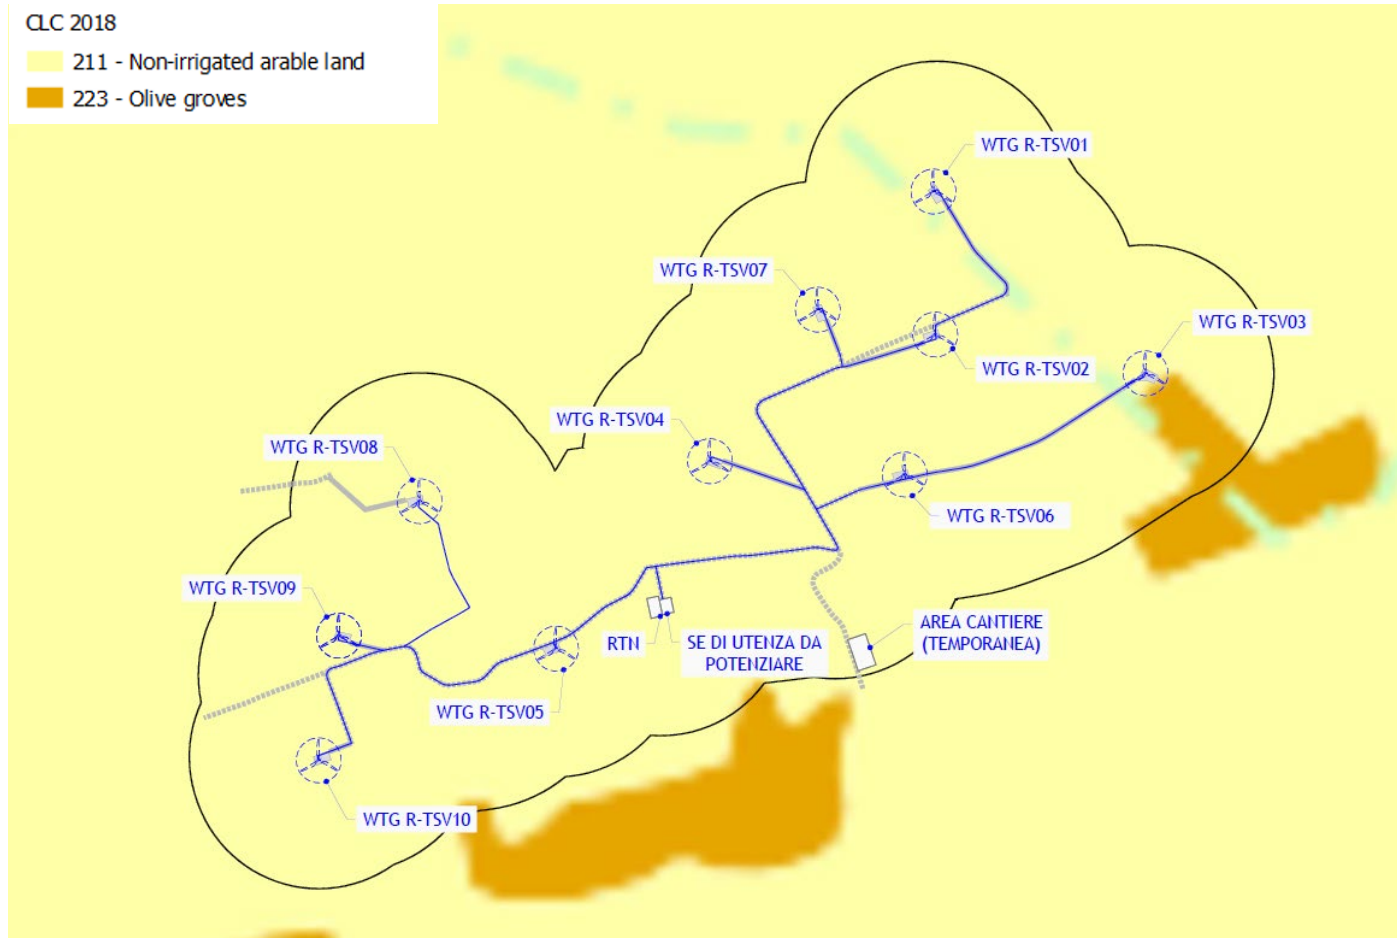 CLC 2018
211 - Non-irrigated arable land
223 - Olive groves
WTG R-TSV01
WTG R-TSV07
WTG R-TSV03
WTG R-TSV02
WTG R-TSV04
WTG R-TSV08
WTG R-TSV06
WTG R-TSV09
AREA CANTIERE
(TEMPORANEA)
RTN
SE DI UTENZA DA
POTENZIARE
WTG R-TSV05
WTG R-TSV10